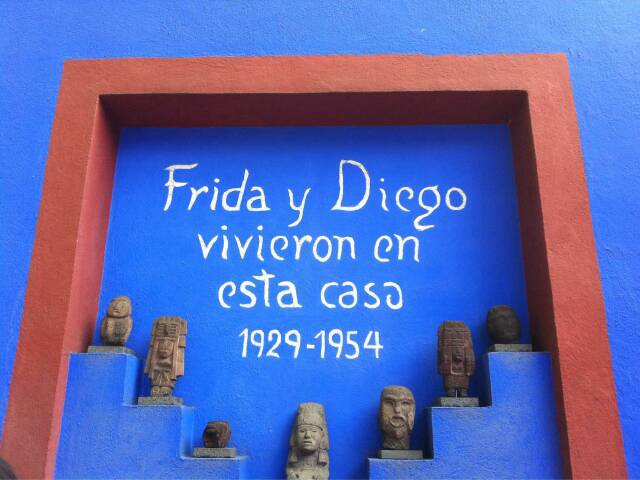 Frida y Diego
vivieron en
esta casa
1929-1954